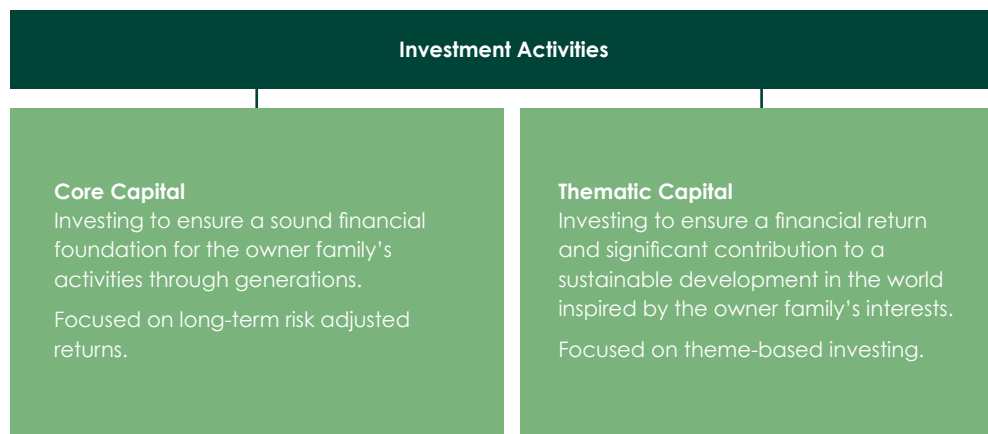 Investment Activities
Core Capital
Investing to ensure a sound financial
foundation for the owner family’s
activities through generations.
Focused on long-term risk adjusted
returns.
Thematic Capital
Investing to ensure a financial return
and significant contribution to a
sustainable development in the world
inspired by the owner family’s interests.
Focused on theme-based investing.